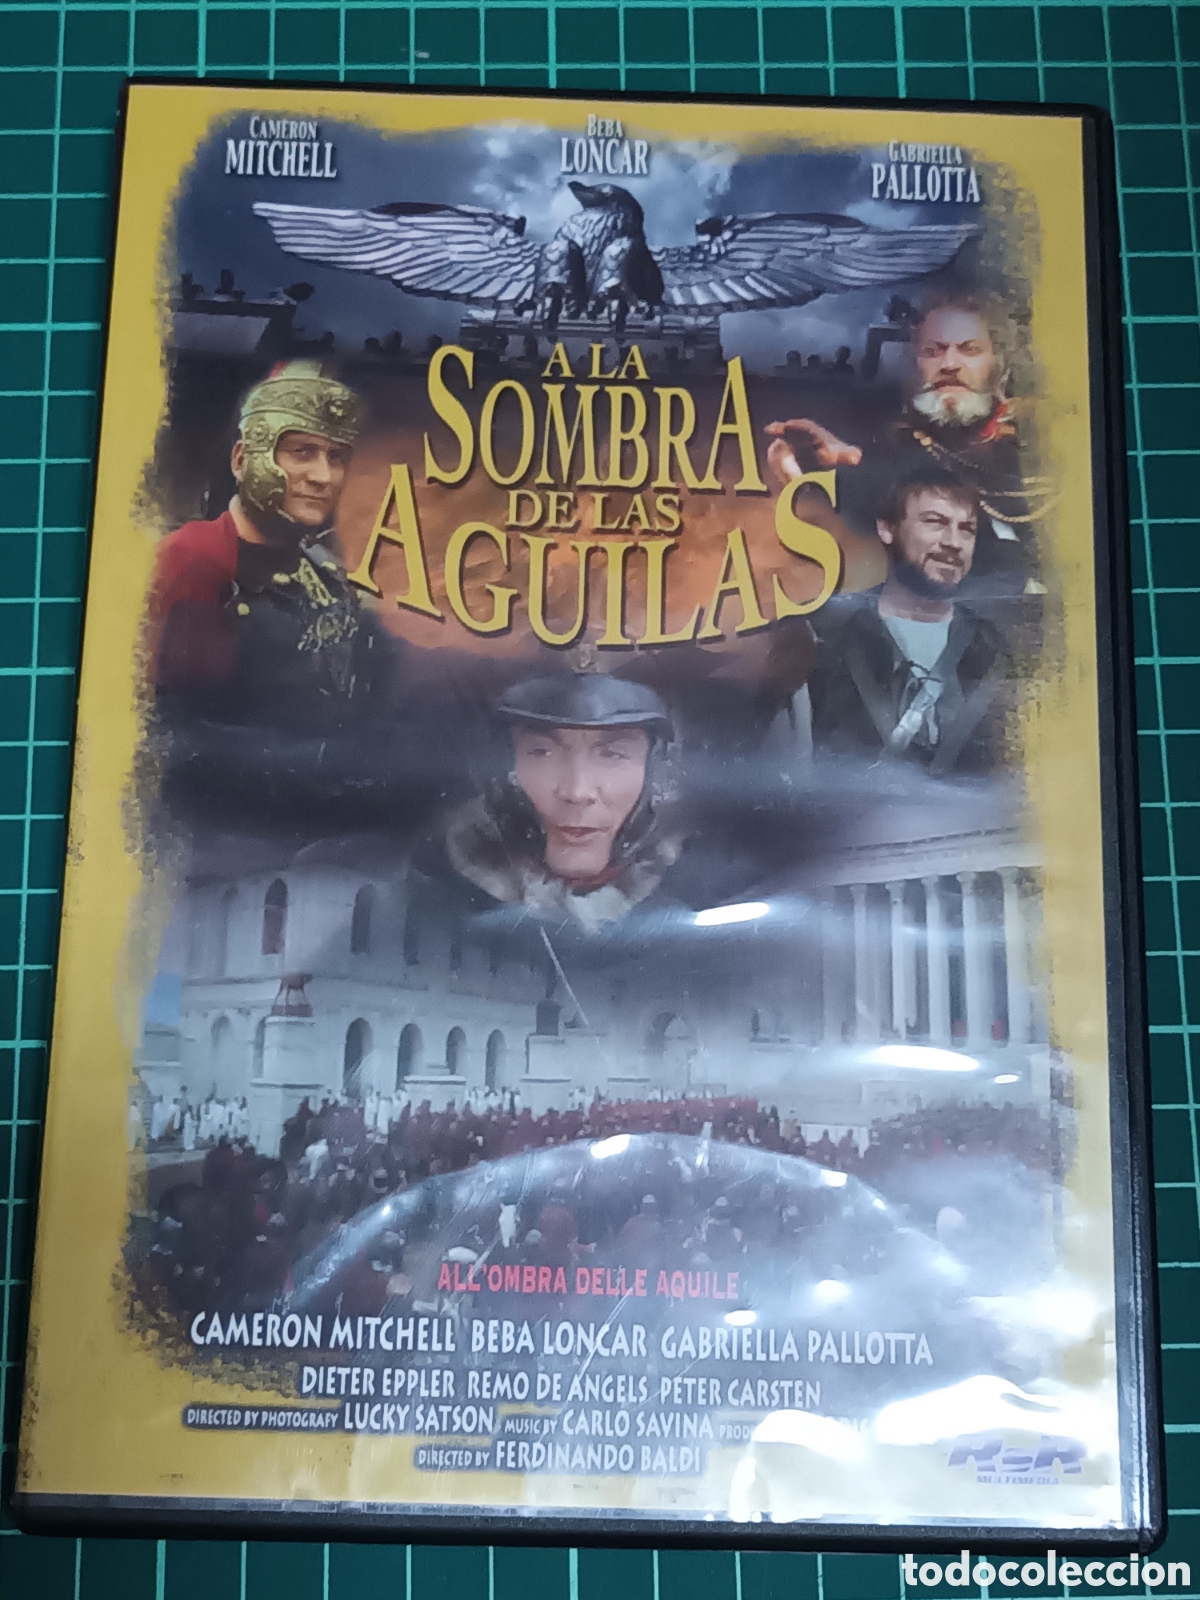 CAMERON
MITCHELL
BEBA
LONCAR
GABRIELLA
PALLOTTA
A LA
SOMBRA
DE LAS
AGUILAS
ALL'OMBRA DELLE AQUILE
CAMERON MITCHELL BEBA LONCAR GABRIELLA PALLOTTA
DIETER EPPLER REMO DE ANGELS PETER CARSTEN
DIRECTED BY PHOTOGRAFY LUCKY SATSON MUSIC BY CARLO SAVINA
DIRECTED BY FERDINANDO BALDI
RSR
MULTIMEDIA
todocoleccion